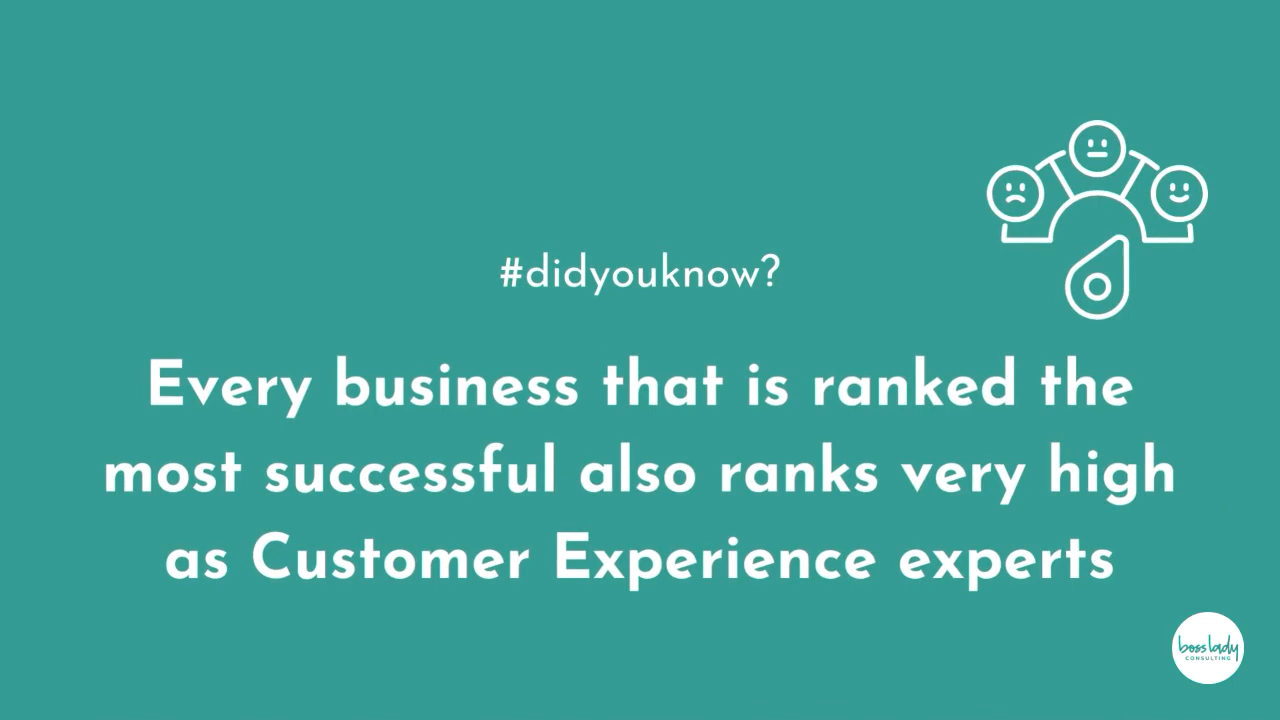 #didyouknow?
Every business that is ranked the
most successful also ranks very high
as Customer Experience experts
boss lady
CONSULTING